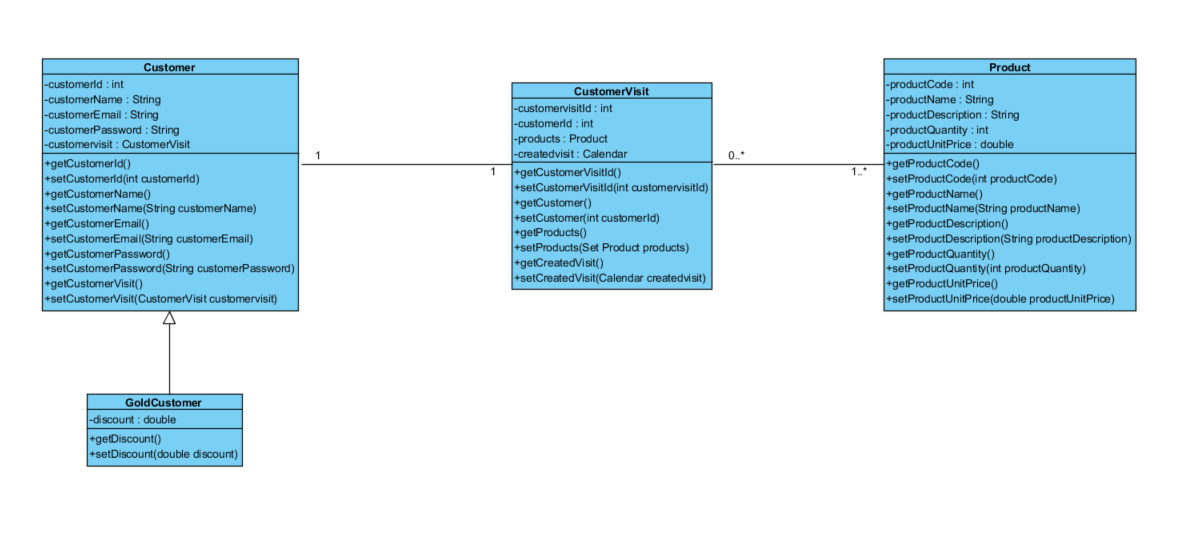 Customer
-customerId : int
-customerName : String
-customerEmail : String
-customerPassword : String
-customervisit : CustomerVisit
+getCustomerId()
+setCustomerId(int customerId)
+getCustomerName()
+setCustomerName(String customerName)
+getCustomerEmail()
+setCustomerEmail(String customerEmail)
+getCustomerPassword()
+setCustomerPassword(String customerPassword)
+getCustomerVisit()
+setCustomerVisit(CustomerVisit customervisit)
1
1
CustomerVisit
-customervisitId : int
-customerId : int
-products : Product
-createdvisit : Calendar
+getCustomerVisitId()
+setCustomerVisitId(int customervisitId)
+getCustomer()
+setCustomer(int customerId)
+getProducts()
+setProducts(Set Product products)
+getCreatedVisit()
+setCreatedVisit(Calendar createdvisit)
0..*
1..*
Product
-productCode : int
-productName : String
-productDescription : String
-productQuantity : int
-productUnitPrice : double
+getProductCode()
+setProductCode(int productCode)
+getProductName()
+setProductName(String productName)
+getProductDescription()
+setProductDescription(String productDescription)
+getProductQuantity()
+setProductQuantity(int productQuantity)
+getProductUnitPrice()
+setProductUnitPrice(double productUnitPrice)
GoldCustomer
-discount : double
+getDiscount()
+setDiscount(double discount)